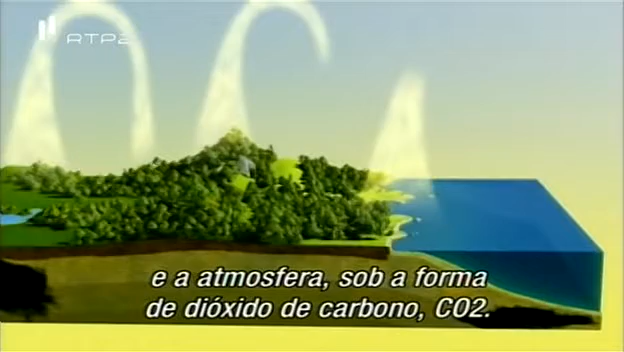 RTP2
e a atmosfera, sob a forma
de dióxido de carbono, CO2.